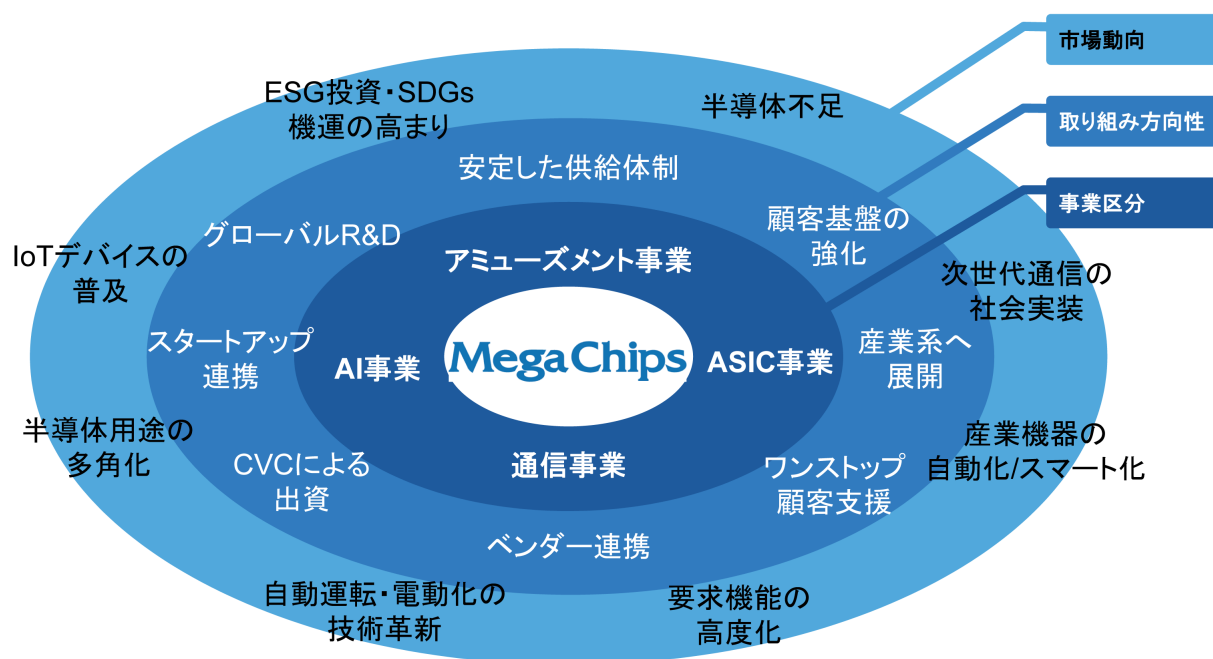 市場動向
ESG投資・SDGs
機運の高まり
半導体不足
取り組み方向性
安定した供給体制
事業区分
グローバルR&D
顧客基盤の
強化
アミューズメント事業
IoTデバイスの
普及
次世代通信の
社会実装
スタートアップ
連携
AI事業
MegaChips
ASIC事業
産業系へ
展開
半導体用途の
多角化
産業機器の
自動化/スマート化
CVCによる
出資
通信事業
ワンストップ
顧客支援
ベンダー連携
自動運転・電動化の
技術革新
要求機能の
高度化